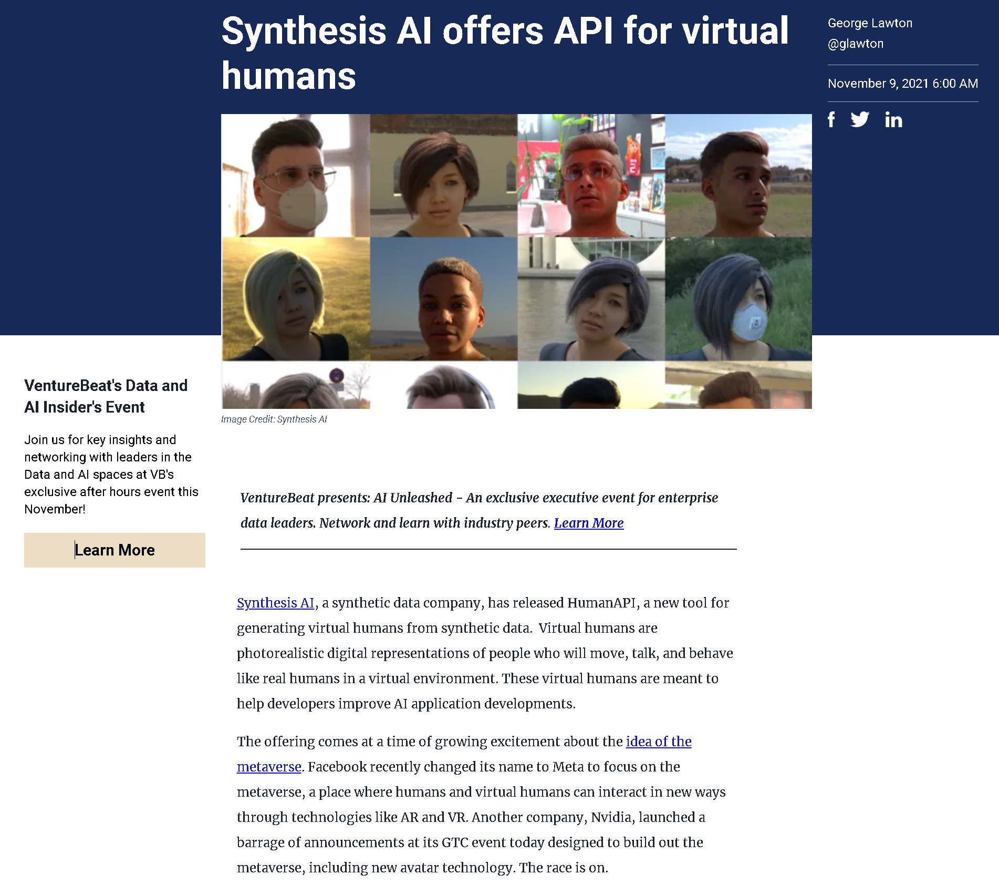 Synthesis AI offers API for virtual
humans
George Lawton
@glawton
November 9, 2021 6:00 AM
Image Credit: Synthesis AI
VentureBeat's Data and
AI Insider's Event
Join us for key insights and
networking with leaders in the
Data and AI spaces at VB's
exclusive after hours event this
November!
Learn More
VentureBeat presents: AI Unleashed - An exclusive executive event for enterprise
data leaders. Network and learn with industry peers. Learn More
Synthesis AI, a synthetic data company, has released HumanAPI, a new tool for
generating virtual humans from synthetic data.  Virtual humans are
photorealistic digital representations of people who will move, talk, and behave
like real humans in a virtual environment. These virtual humans are meant to
help developers improve AI application developments.
The offering comes at a time of growing excitement about the idea of the
metaverse. Facebook recently changed its name to Meta to focus on the
metaverse, a place where humans and virtual humans can interact in new ways
through technologies like AR and VR. Another company, Nvidia, launched a
barrage of announcements at its GTC event today designed to build out the
metaverse, including new avatar technology. The race is on.